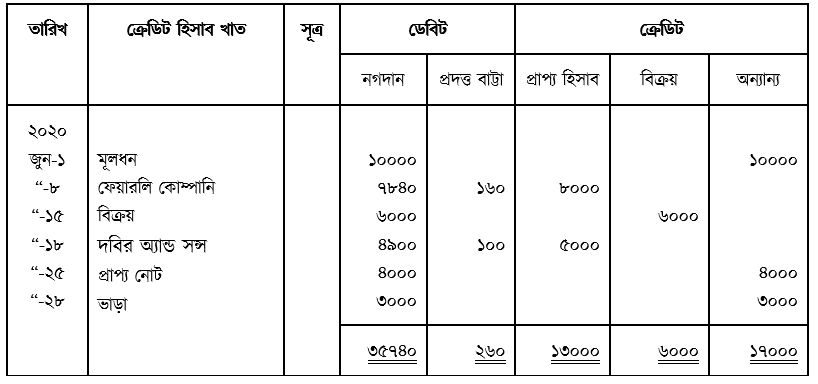 তারিখ ক্রেডিট হিসাব খাত সূত্র ডেবিট ক্রেডিট
নগদান প্রদত্ত বাট্টা প্রাপ্য হিসাব বিক্রয় অন্যান্য
২০২০
জুন-১ মূলধন ১০০০০ ১০০০০
“-৮ ফেয়ারলি কোম্পানি ৭৮৪০ ১৬০ ৮০০০
“-১৫ বিক্রয় ৬০০০ ৬০০০
“-১৮ দবির অ্যান্ড সন্স ৪৯০০ ১০০ ৫০০০
“-২৫ প্রাপ্য নোট ৪০০০ ৪০০০
“-২৮ ভাড়া ৩০০০ ৩০০০
৩৫৭৪০ ২৬০ ১৩০০০ ৬০০০ ১৭০০০